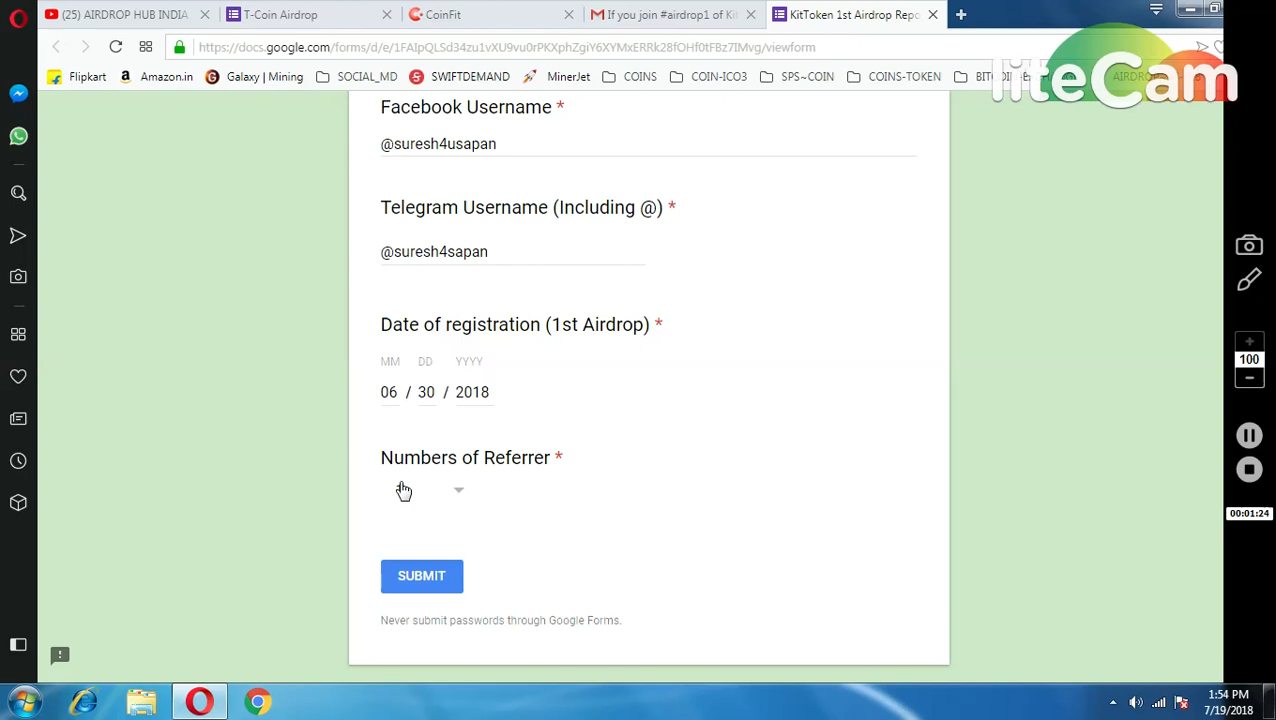 (25) AIRDROP HUB INDIA
T-Coin Airdrop
CoinFit
If you join #airdrop1 of Kit
KitToken 1st Airdrop Repo
https://docs.google.com/forms/d/e/
/viewform
Flipkart
Amazon.in
Galaxy | Mining
SOCIAL_MD
SWIFTDEMAND
MinerJet
COINS
COIN-ICOS
SPS~COIN
COINS-TOKEN
liteCam
Facebook Username *
@suresh4usapan
Telegram Username (Including @) *
@suresh4sapan
Date of registration (1st Airdrop) *
MM DD YYYY
06 / 30 / 2018
Numbers of Referrer *
SUBMIT
Never submit passwords through Google Forms.
100
00:01:24
1:54 PM
7/19/2018